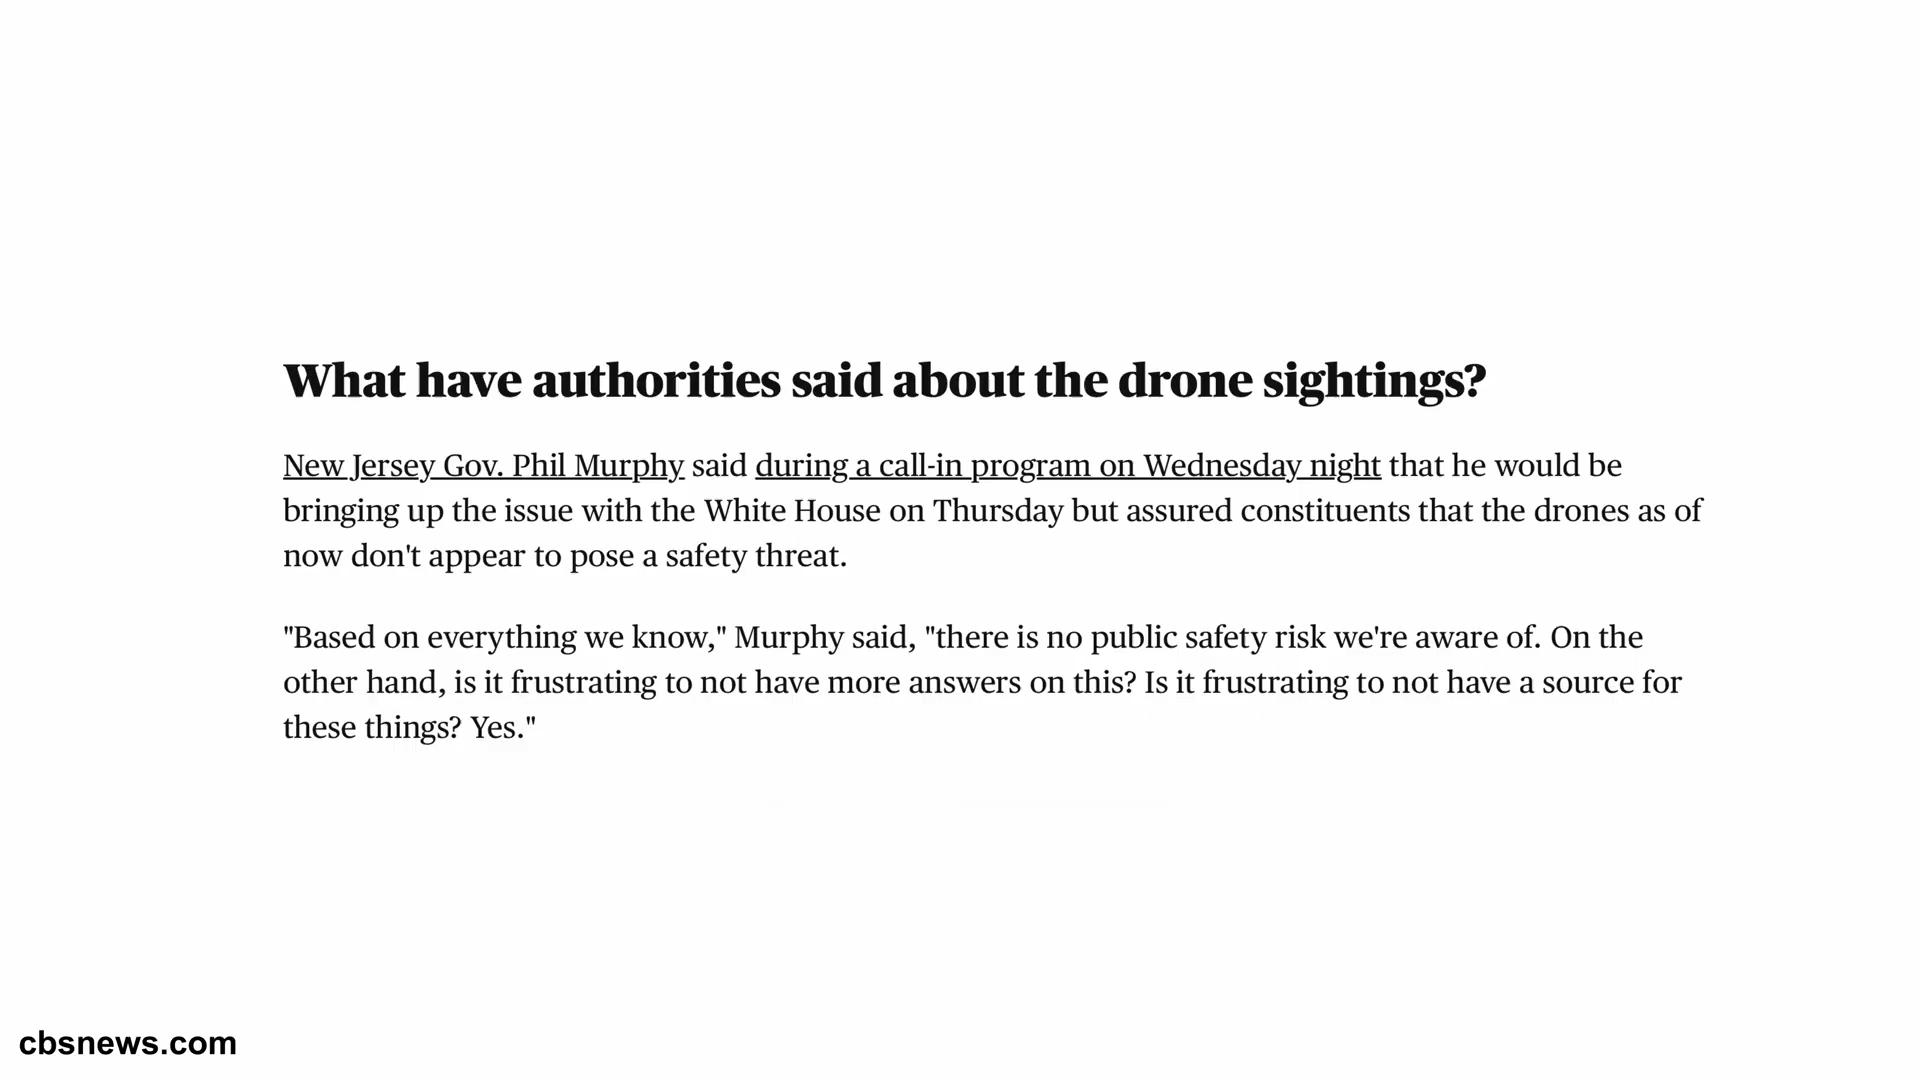 What have authorities said about the drone sightings?
New Jersey Gov. Phil Murphy said during a call-in program on Wednesday night that he would be
bringing up the issue with the White House on Thursday but assured constituents that the drones as of
now don't appear to pose a safety threat.
"Based on everything we know," Murphy said, "there is no public safety risk we're aware of. On the
other hand, is it frustrating to not have more answers on this? Is it frustrating to not have a source for
these things? Yes."
cbsnews.com